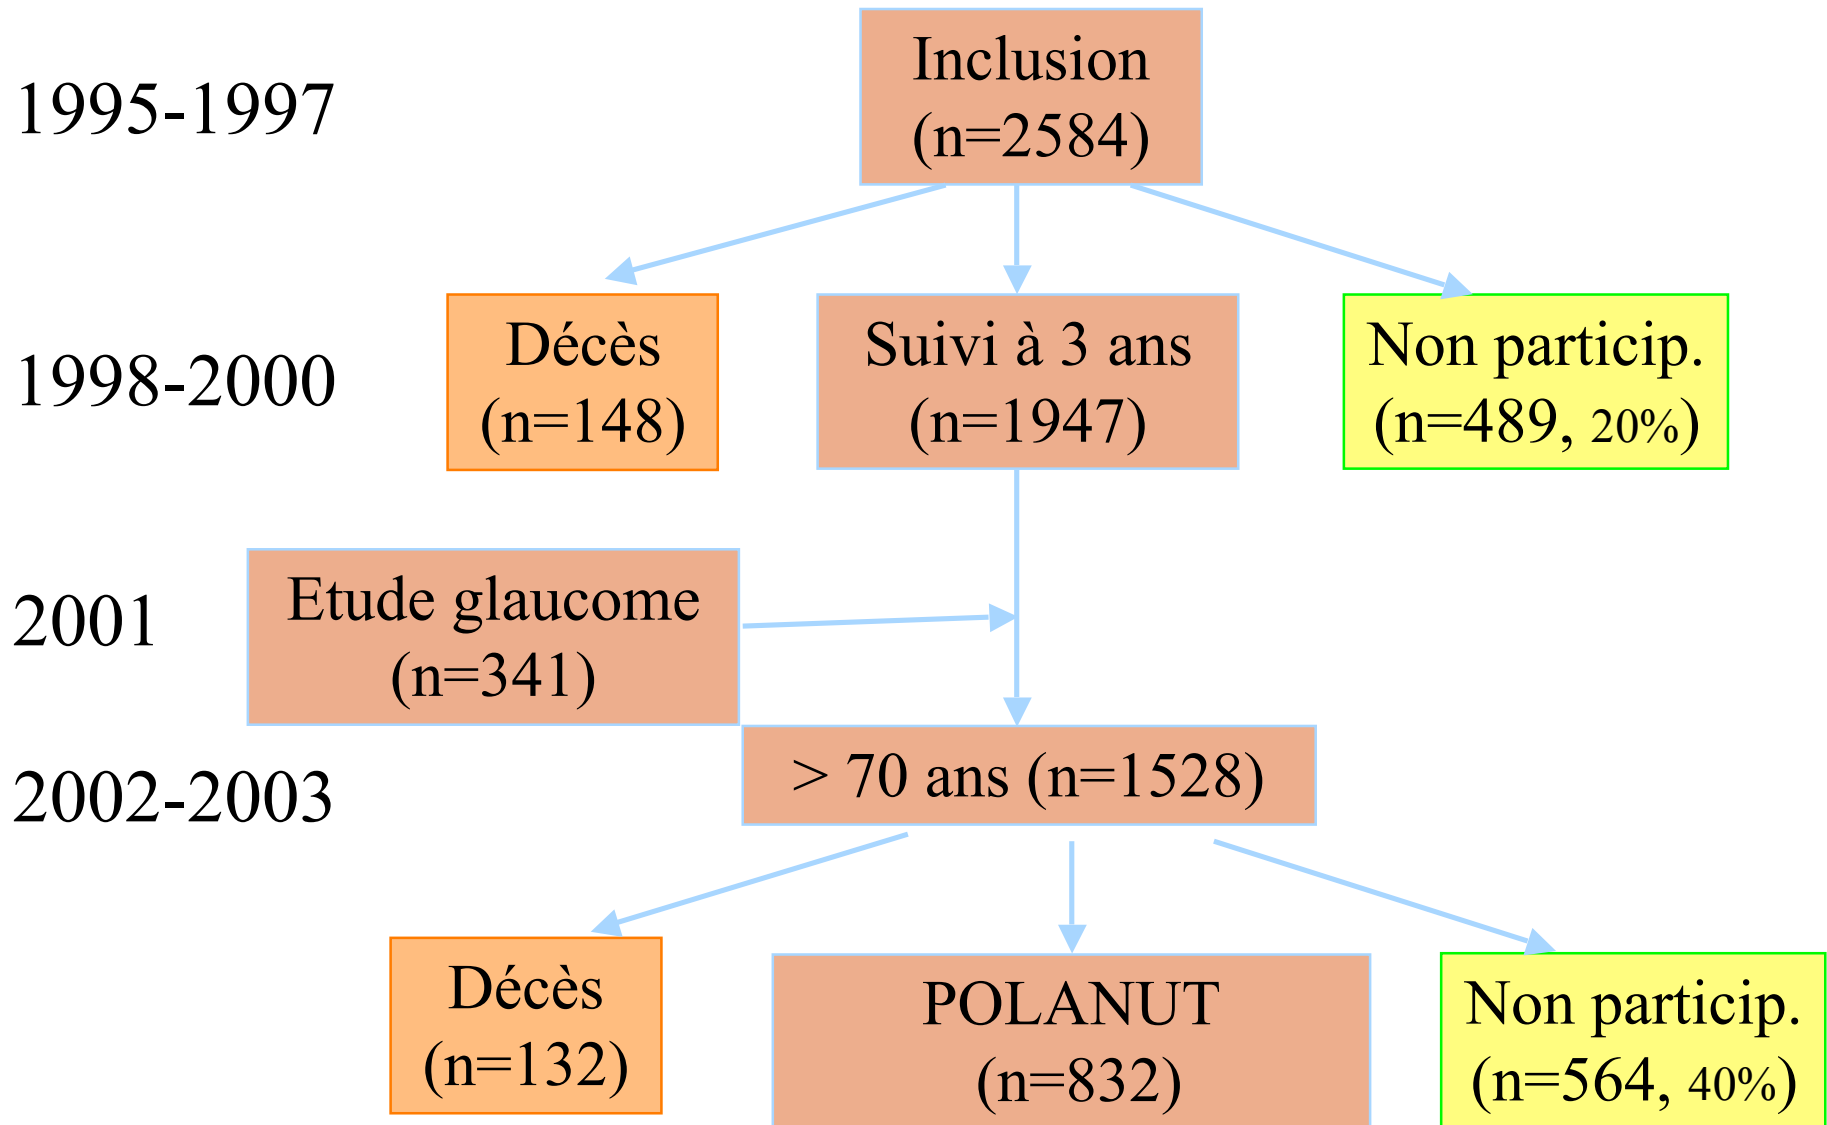 1995-1997
Inclusion
(n=2584)
1998-2000
Décès
(n=148)
Suivi à 3 ans
(n=1947)
Non particip.
(n=489, 20%)
2001
Etude glaucome
(n=341)
2002-2003
> 70 ans (n=1528)
Décès
(n=132)
POLANUT
(n=832)
Non particip.
(n=564, 40%)